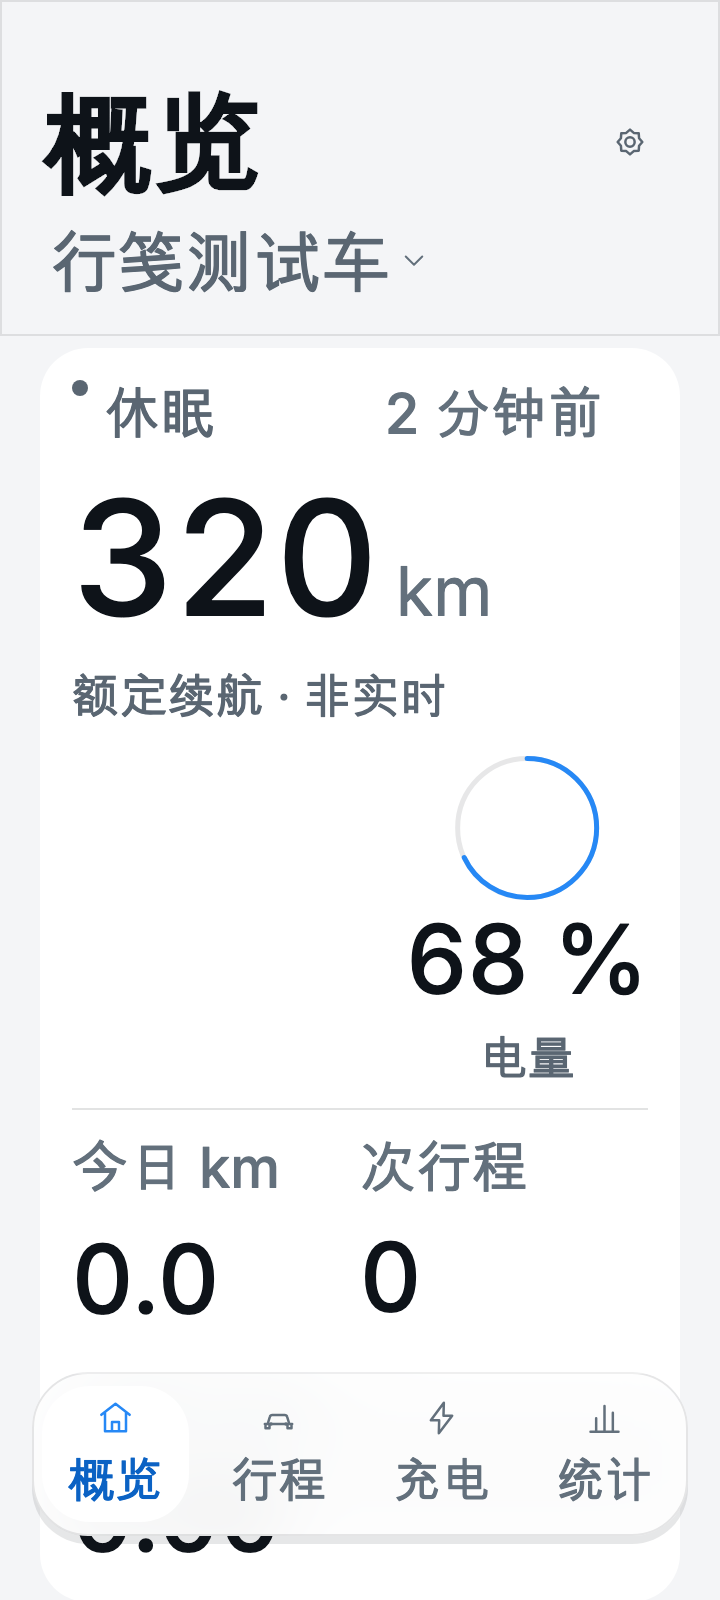 概览
行笺测试车
休眠 2 分钟前
320 km
额定续航 · 非实时
68 %
电量
今日 km 次行程
0.0 0
概览 行程 充电 统计